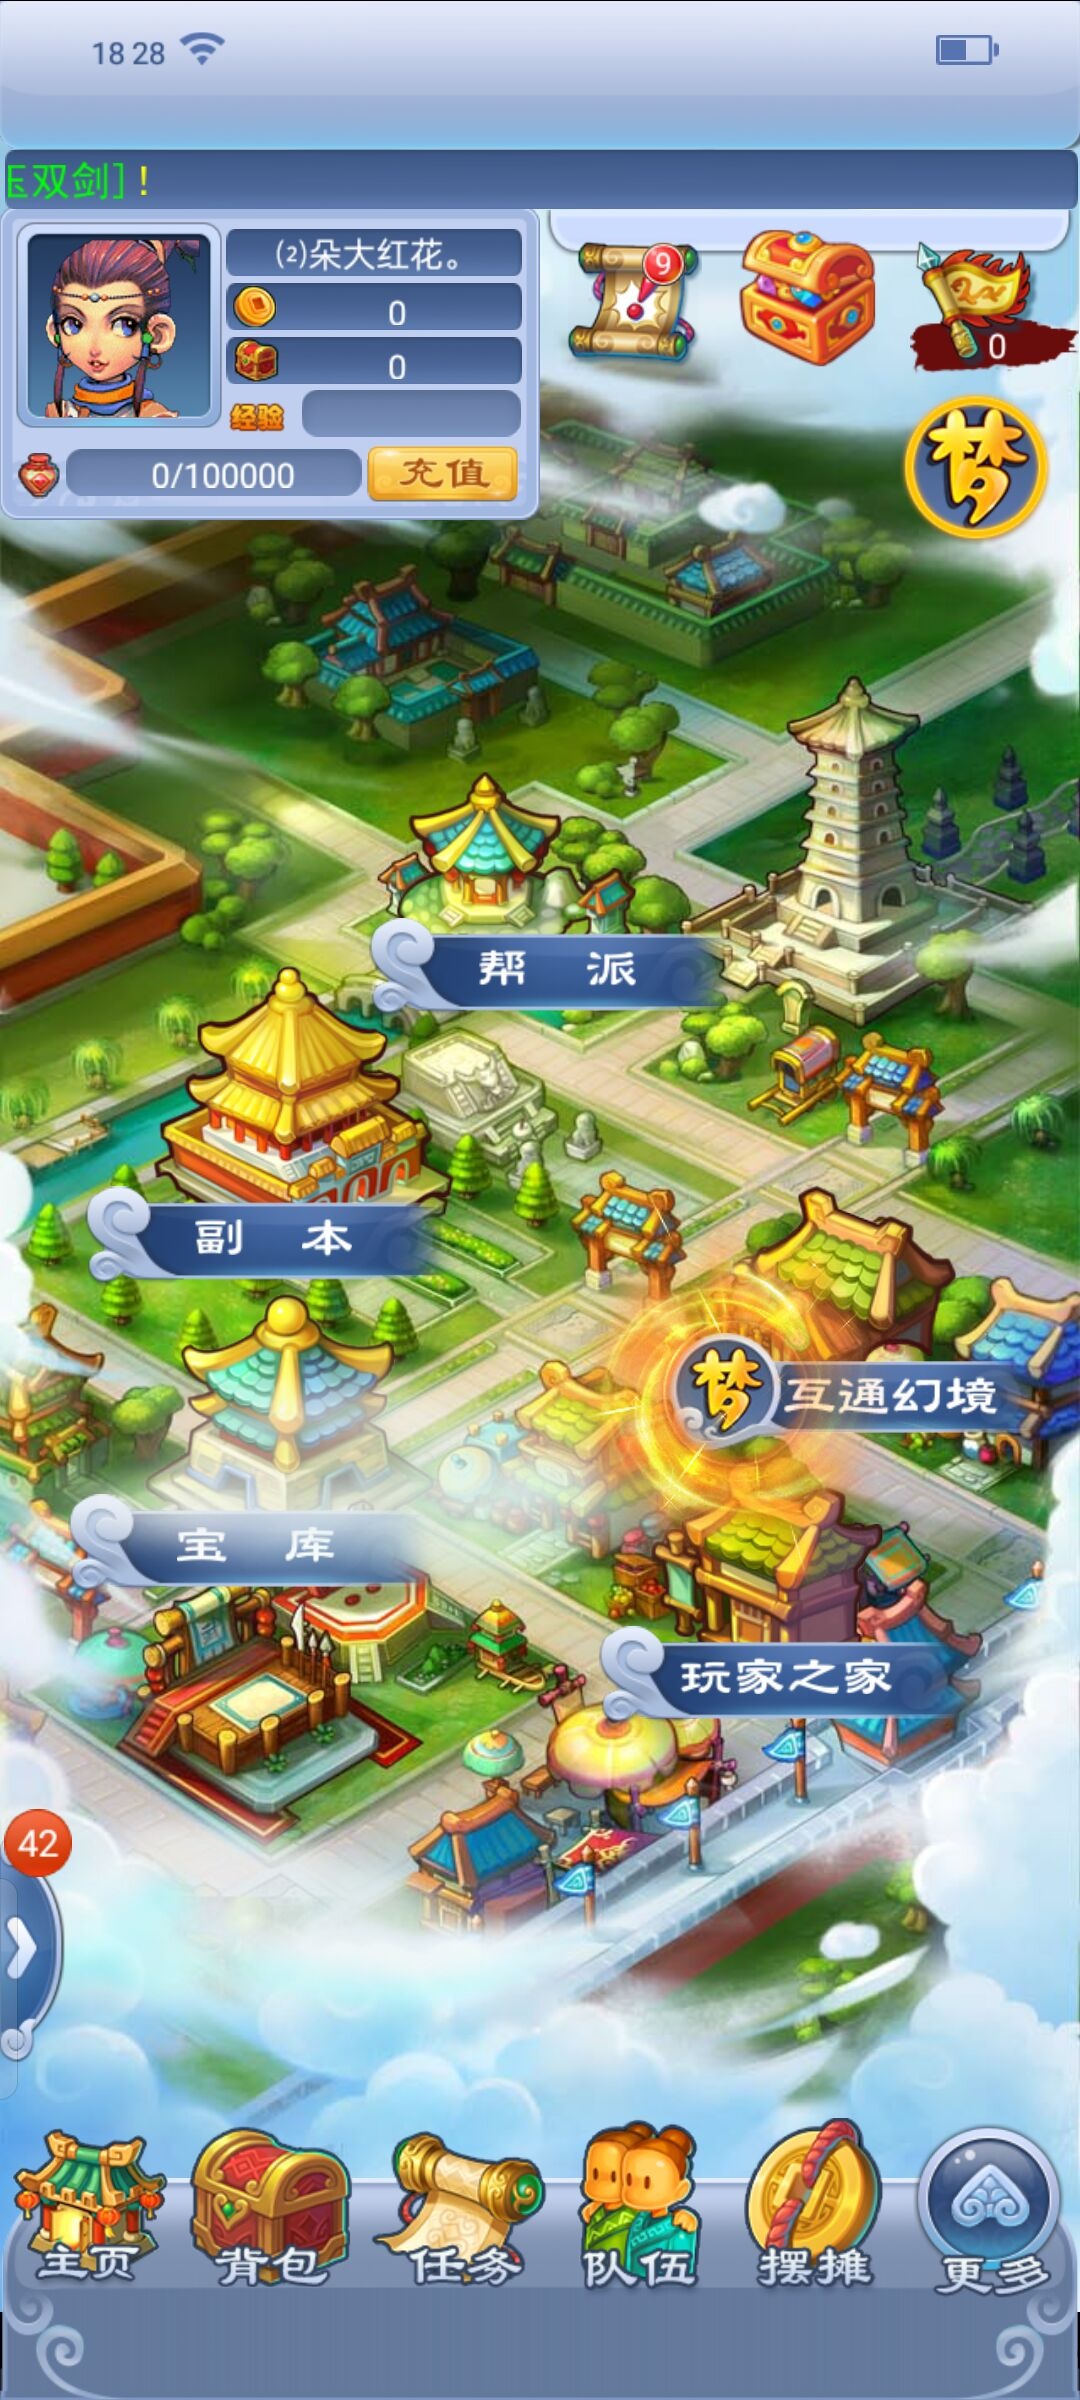 18 28
双剑]！
⑵朵大红花。
0
0
经验
0/100000
充值
9
0
梦
帮 派
副 本
梦 互通幻境
宝 库
玩家之家
42
主页 背包 任务 队伍 摆摊 更多